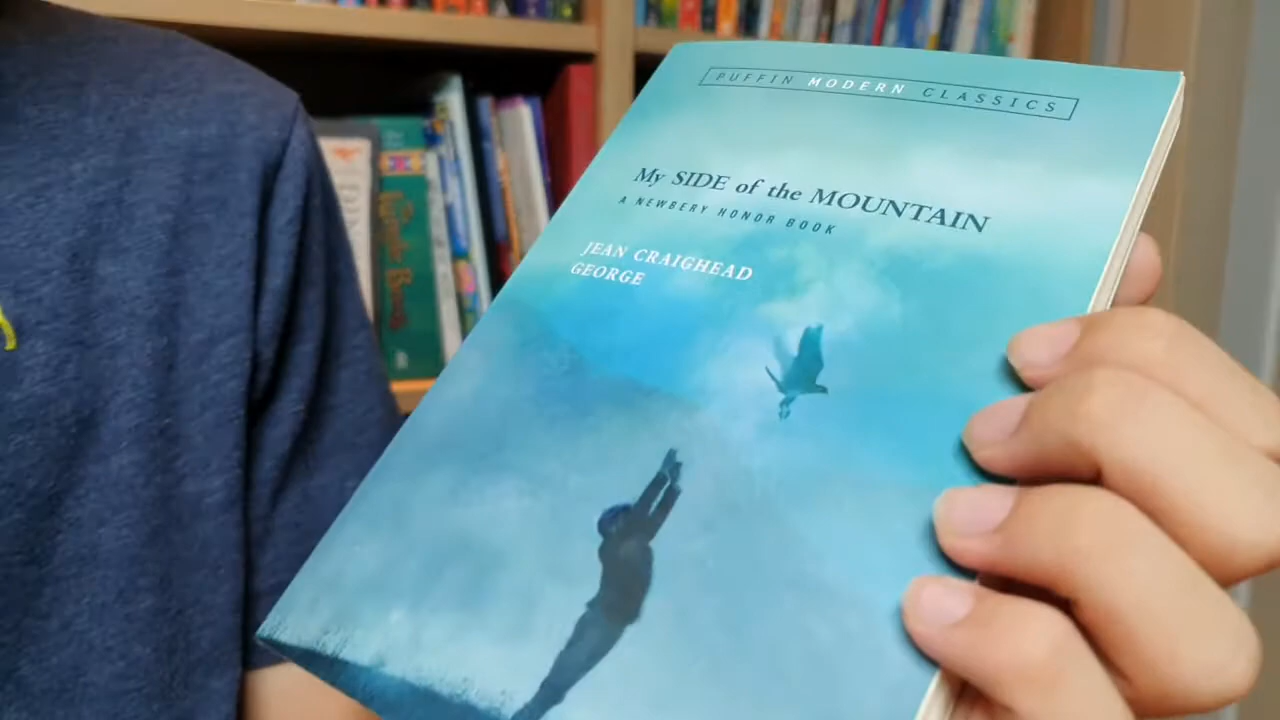 PUFFIN MODERN CLASSICS
My SIDE of the MOUNTAIN
A NEWBERY HONOR BOOK
JEAN CRAIGHEAD
GEORGE